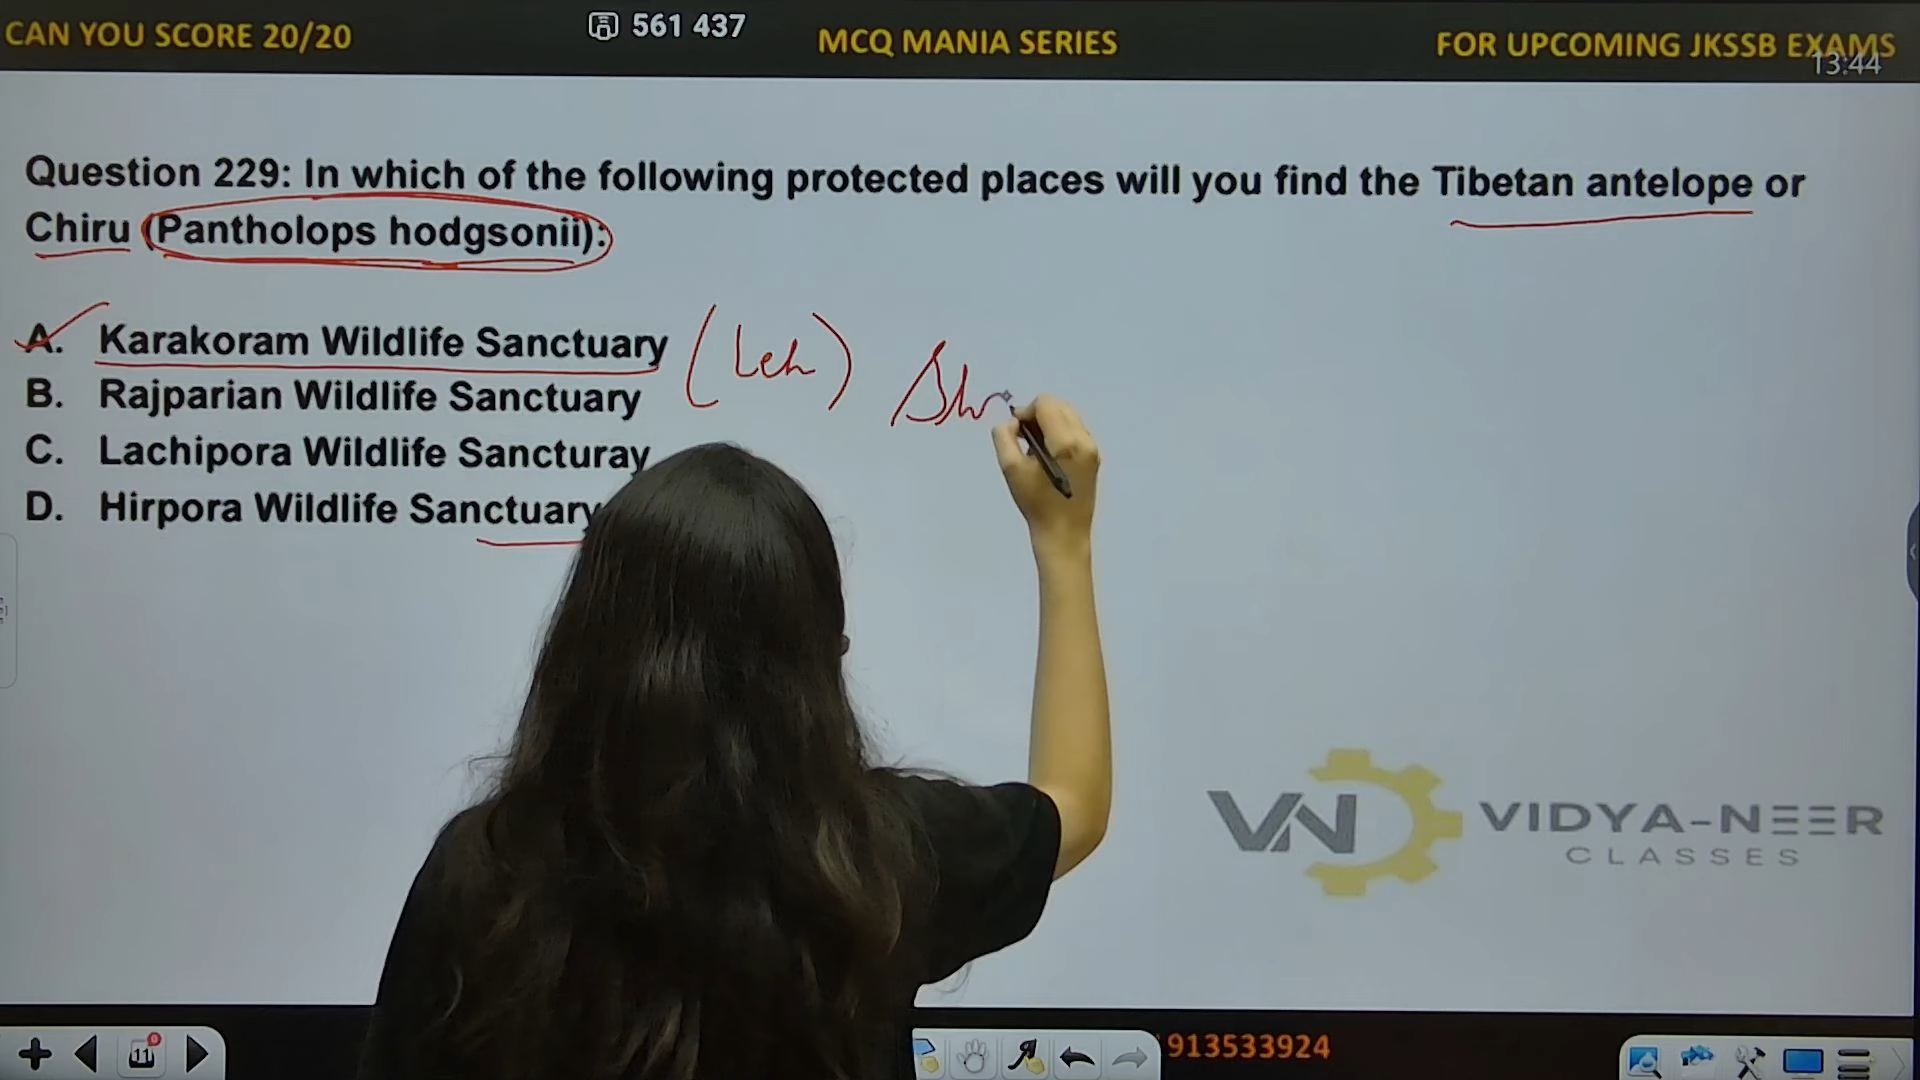 CAN YOU SCORE 20/20
561 437
MCQ MANIA SERIES
FOR UPCOMING JKSSB EXAMS
13:44
Question 229: In which of the following protected places will you find the Tibetan antelope or
Chiru (Pantholops hodgsonii):
A. Karakoram Wildlife Sanctuary (Leh)
B. Rajparian Wildlife Sanctuary
C. Lachipora Wildlife Sancturay
D. Hirpora Wildlife Sanctuary
VN VIDYA-NEER
CLASSES
11
913533924